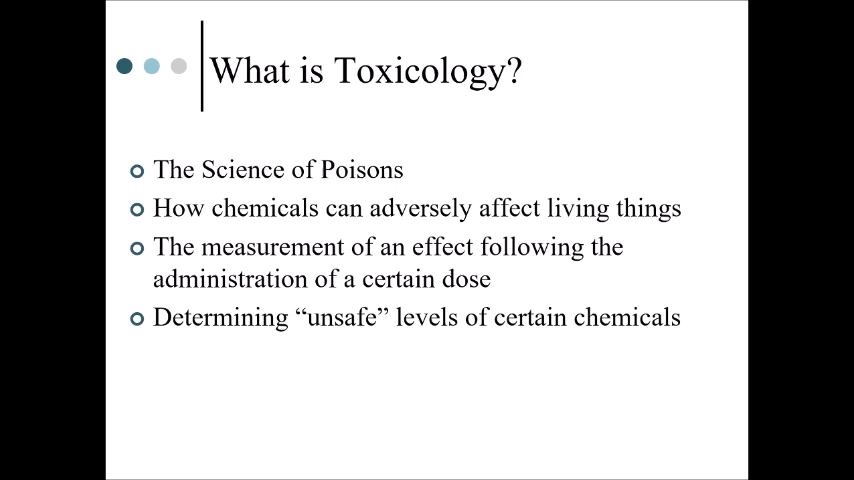 What is Toxicology?
The Science of Poisons
How chemicals can adversely affect living things
The measurement of an effect following the
administration of a certain dose
Determining “unsafe” levels of certain chemicals